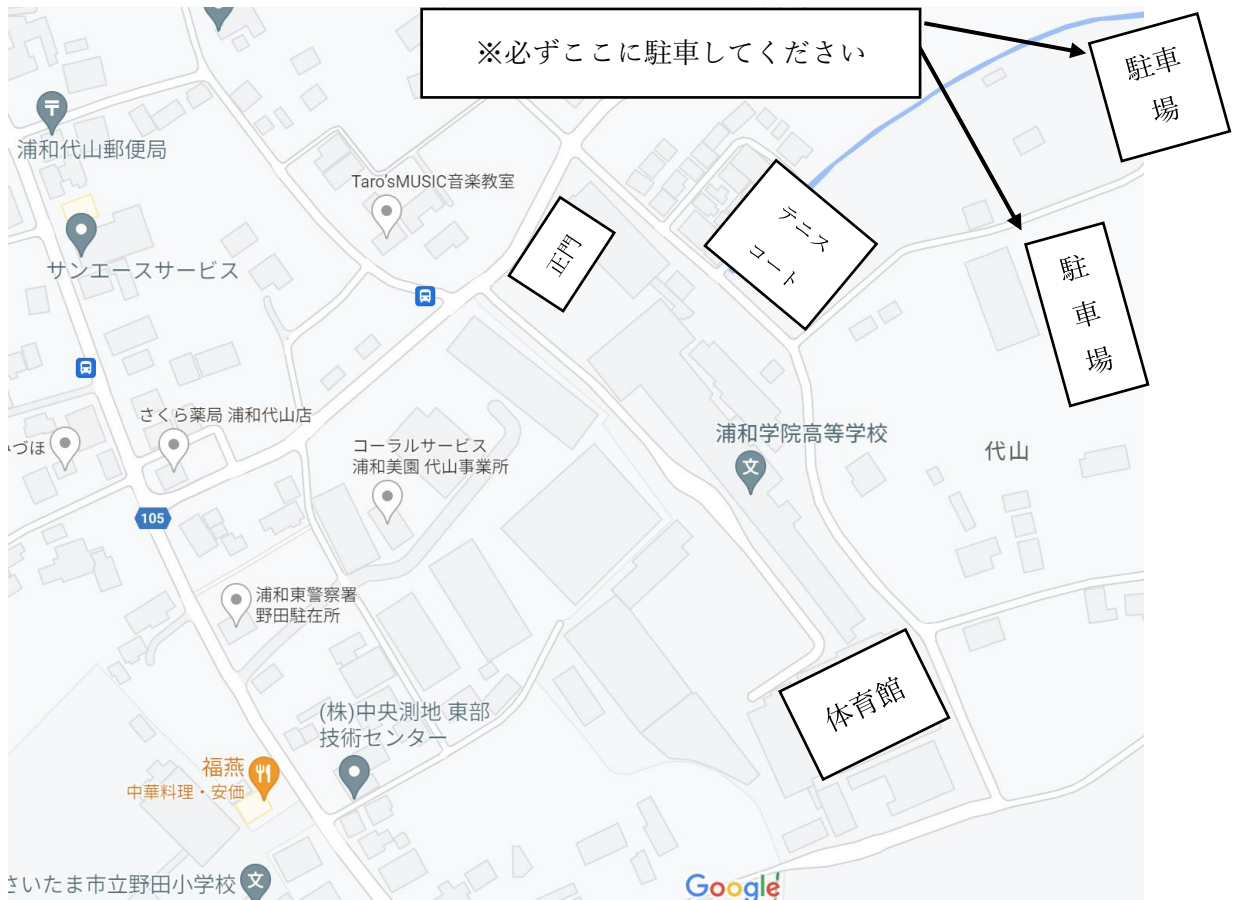 ※必ずここに駐車してください
駐車
場
浦和代山郵便局
Taro'sMUSIC音楽教室
テニス
コート
正門
サンエースサービス
駐
車
場
さくら薬局 浦和代山店
づほ
コーラルサービス
浦和美園 代山事業所
浦和学院高等学校
文
代山
105
浦和東警察署
野田駐在所
体育館
(株)中央測地 東部
技術センター
福燕
中華料理・安価
さいたま市立野田小学校
文
Google